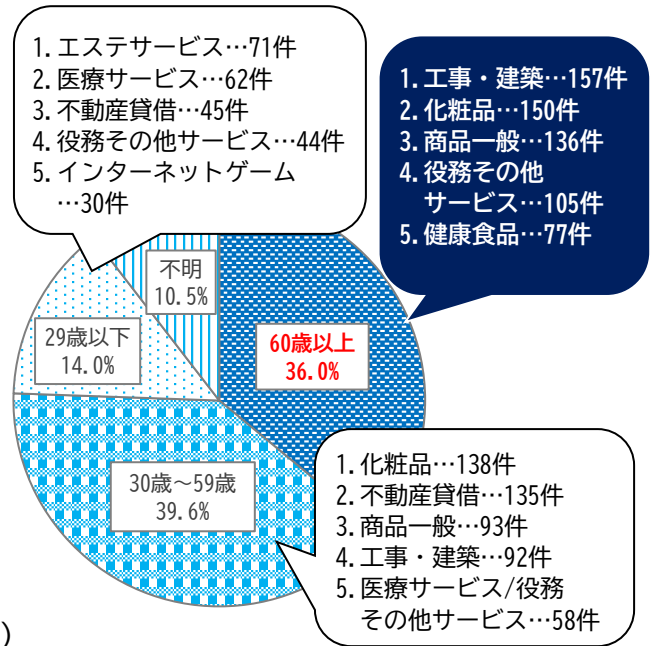 1.エステサービス…71件
2.医療サービス…62件
3.不動産貸借…45件
4.役務その他サービス…44件
5.インターネットゲーム
…30件
1.工事・建築…157件
2.化粧品…150件
3.商品一般…136件
4.役務その他
サービス…105件
5.健康食品…77件
不明
10.5%
29歳以下
14.0%
60歳以上
36.0%
30歳～59歳
39.6%
1.化粧品…138件
2.不動産貸借…135件
3.商品一般…93件
4.工事・建築…92件
5.医療サービス/役務
その他サービス…58件
)